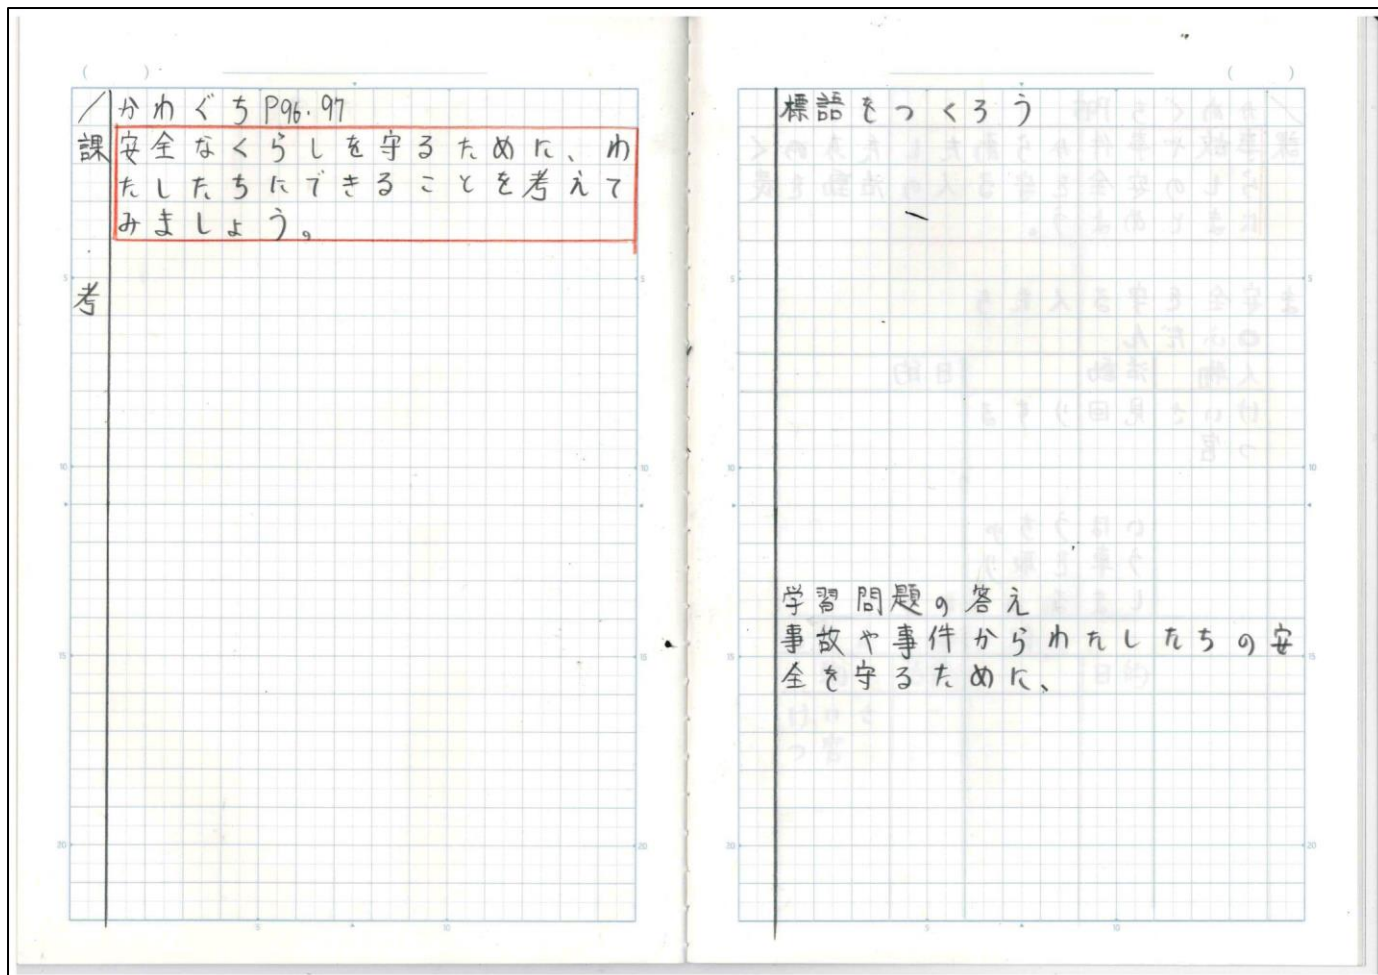 ／ かわぐちP96.97
課 安全なくらしを守るために、わ
たしたちにできることを考えて
みましょう。
考
標語をつくろう
学習問題の答え
事故や事件からわたしたちの安
全を守るために、